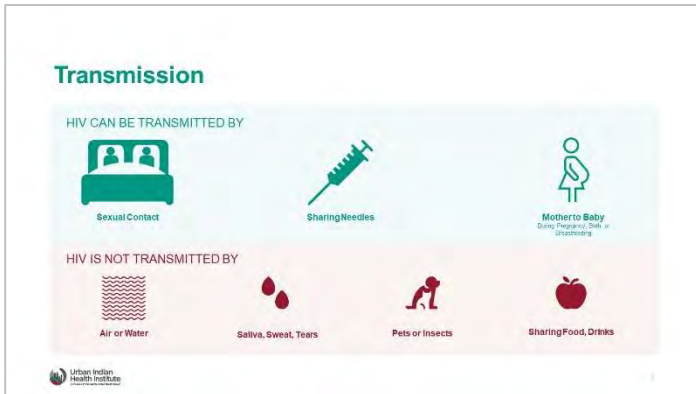 Transmission
HIV CAN BE TRANSMITTED BY
Sexual Contact
Sharing Needles
Mother to Baby
During Pregnancy, Birth, or
Breastfeeding
HIV IS NOT TRANSMITTED BY
Air or Water
Saliva, Sweat, Tears
Pets or Insects
Sharing Food, Drinks
Urban Indian
Health Institute